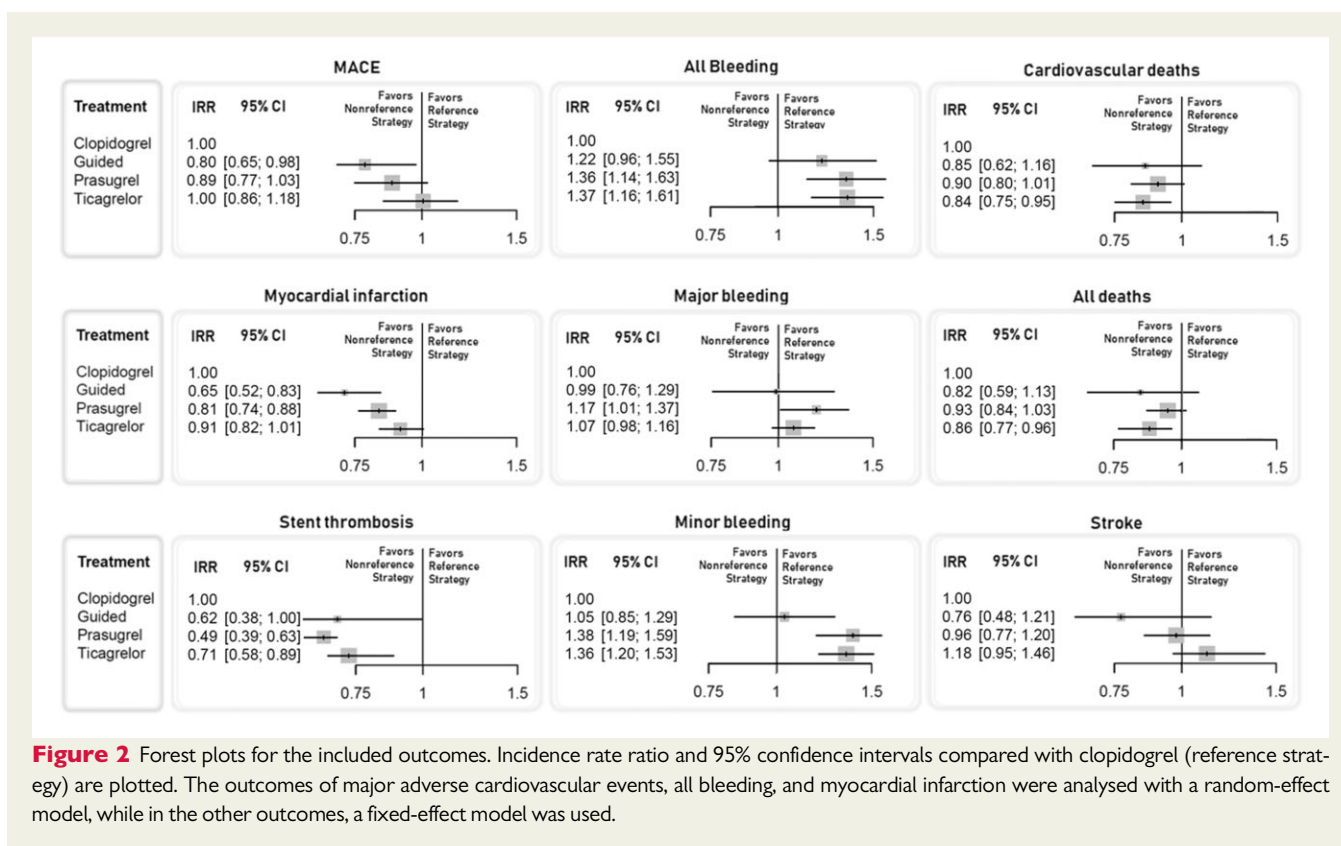 MACE
Treatment
IRR 95% CI
Favors Favors
Nonreference Reference
Strategy Strategy
Clopidogrel 1.00
Guided 0.80 [0.65; 0.98]
Prasugrel 0.89 [0.77; 1.03]
Ticagrelor 1.00 [0.86; 1.18]
0.75 1 1.5
All Bleeding
IRR 95% CI
Favors Favors
Nonreference Reference
Strategy Strategy
1.00
1.22 [0.96; 1.55]
1.36 [1.14; 1.63]
1.37 [1.16; 1.61]
0.75 1 1.5
Cardiovascular deaths
IRR 95% CI
Favors Favors
Nonreference Reference
Strategy Strategy
1.00
0.85 [0.62; 1.16]
0.90 [0.80; 1.01]
0.84 [0.75; 0.95]
0.75 1 1.5
Myocardial infarction
Treatment
IRR 95% CI
Favors Favors
Nonreference Reference
Strategy Strategy
Clopidogrel 1.00
Guided 0.65 [0.52; 0.83]
Prasugrel 0.81 [0.74; 0.88]
Ticagrelor 0.91 [0.82; 1.01]
0.75 1 1.5
Major bleeding
IRR 95% CI
Favors Favors
Nonreference Reference
Strategy Strategy
1.00
0.99 [0.76; 1.29]
1.17 [1.01; 1.37]
1.07 [0.98; 1.16]
0.75 1 1.5
All deaths
IRR 95% CI
Favors Favors
Nonreference Reference
Strategy Strategy
1.00
0.82 [0.59; 1.13]
0.93 [0.84; 1.03]
0.86 [0.77; 0.96]
0.75 1 1.5
Stent thrombosis
Treatment
IRR 95% CI
Favors Favors
Nonreference Reference
Strategy Strategy
Clopidogrel 1.00
Guided 0.62 [0.38; 1.00]
Prasugrel 0.49 [0.39; 0.63]
Ticagrelor 0.71 [0.58; 0.89]
0.75 1 1.5
Minor bleeding
IRR 95% CI
Favors Favors
Nonreference Reference
Strategy Strategy
1.00
1.05 [0.85; 1.29]
1.38 [1.19; 1.59]
1.36 [1.20; 1.53]
0.75 1 1.5
Stroke
IRR 95% CI
Favors Favors
Nonreference Reference
Strategy Strategy
1.00
0.76 [0.48; 1.21]
0.96 [0.77; 1.20]
1.18 [0.95; 1.46]
0.75 1 1.5
Figure 2 Forest plots for the included outcomes. Incidence rate ratio and 95% confidence intervals compared with clopidogrel (reference strat-
egy) are plotted. The outcomes of major adverse cardiovascular events, all bleeding, and myocardial infarction were analysed with a random-effect
model, while in the other outcomes, a fixed-effect model was used.